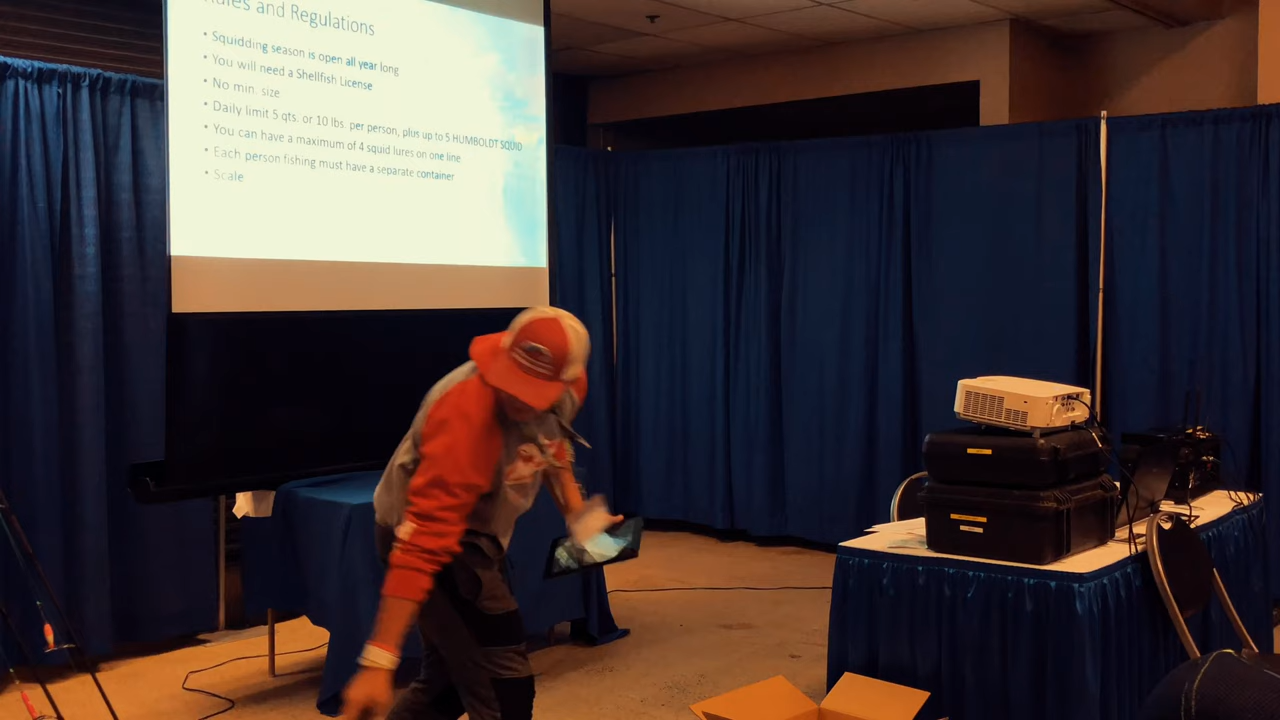 Rules and Regulations
• Squidding season is open all year long
• You will need a Shellfish License
• No min. size
• Daily limit 5 qts. or 10 lbs. per person, plus up to 5 HUMBOLDT SQUID
• You can have a maximum of 4 squid lures on one line
• Each person fishing must have a separate container
• Scale